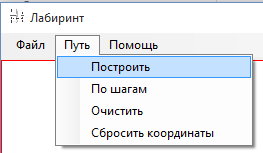 Лабиринт
Файл Путь Помощь
Построить
По шагам
Очистить
Сбросить координаты